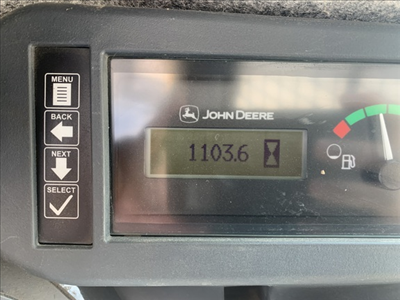 MENU
BACK
NEXT
SELECT
JOHN DEERE
1103.6